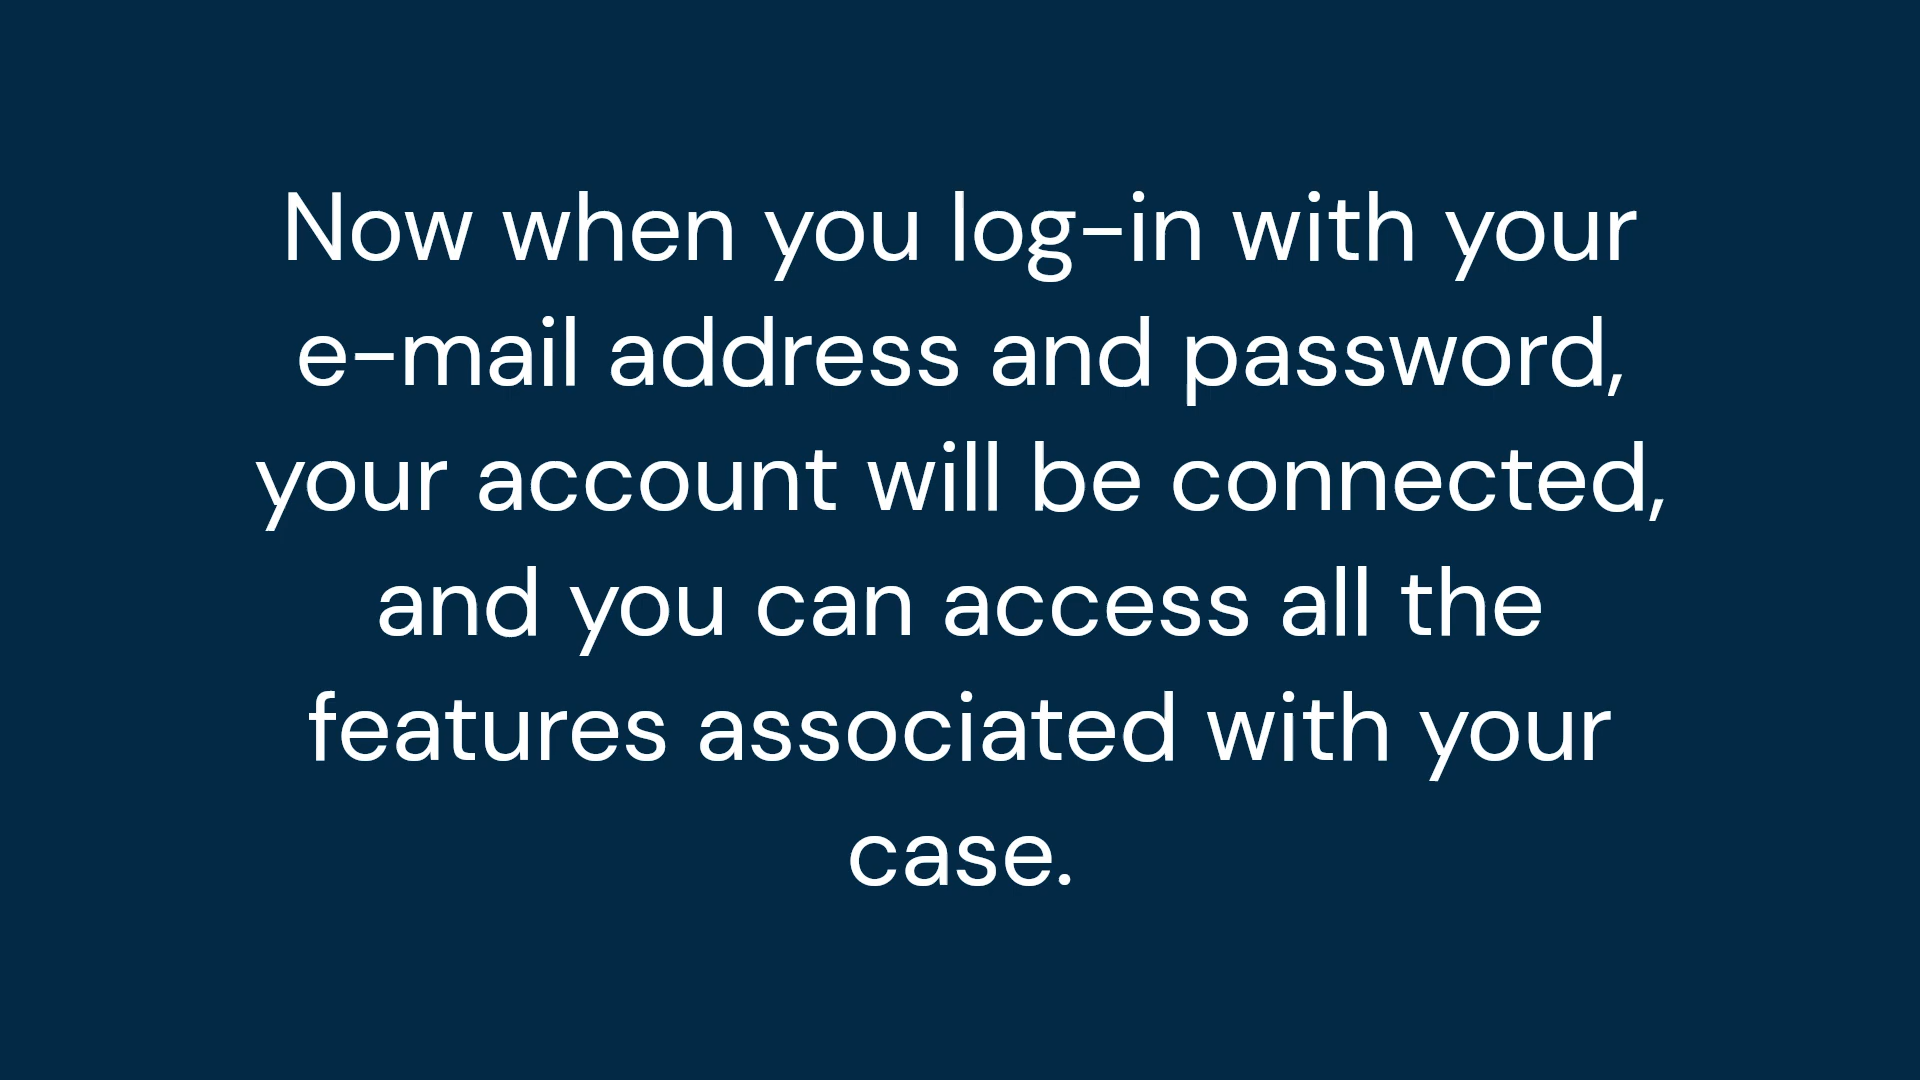 Now when you log-in with your
e-mail address and password,
your account will be connected,
and you can access all the
features associated with your
case.